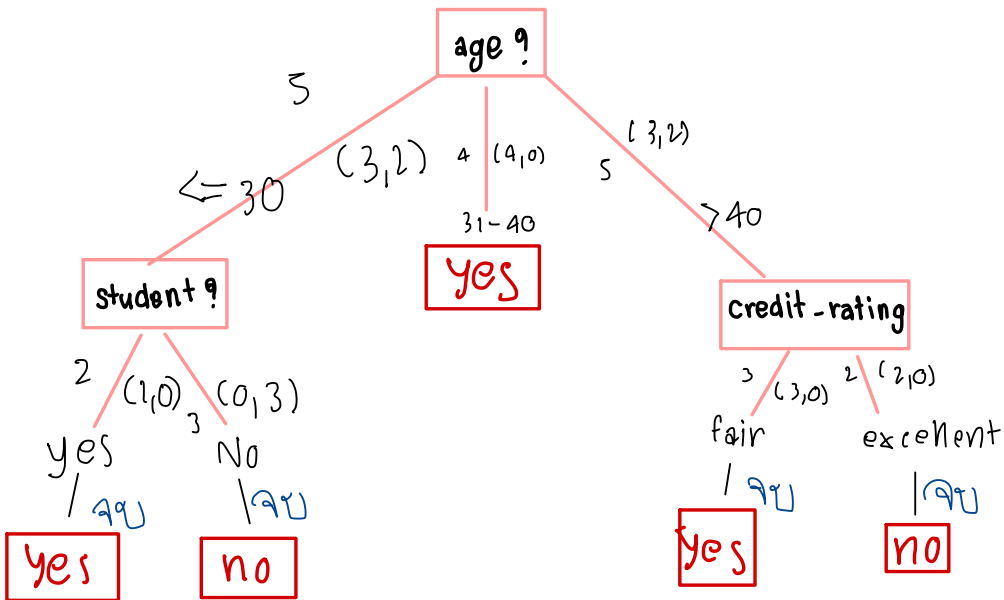 age ?
5
(3,2)
<= 30
4 (4,0)
31-40
yes
(3,2)
5
>40
student ?
2 (1,0)
yes
จบ
yes
3 (0,3)
No
จบ
no
credit-rating
3 (3,0)
fair
จบ
yes
2 (2,0)
excellent
จบ
no